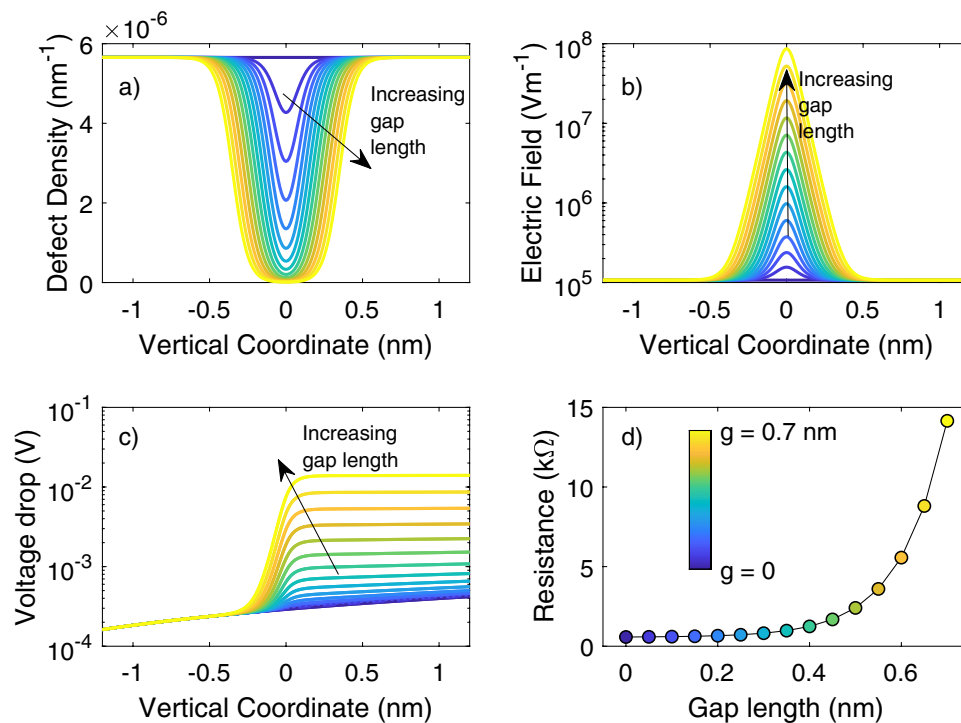 a)
× 10⁻⁶
6
4
2
0
Defect Density (nm⁻¹)
Increasing
gap
length
-1
-0.5
0
0.5
1
Vertical Coordinate (nm)
b)
10⁸
10⁷
10⁶
10⁵
Electric Field (Vm⁻¹)
Increasing
gap
length
-1
-0.5
0
0.5
1
Vertical Coordinate (nm)
c)
10⁻¹
10⁻²
10⁻³
10⁻⁴
Voltage drop (V)
Increasing
gap length
-1
-0.5
0
0.5
1
Vertical Coordinate (nm)
d)
15
10
5
0
Resistance (kΩ)
g = 0.7 nm
g = 0
0
0.2
0.4
0.6
Gap length (nm)